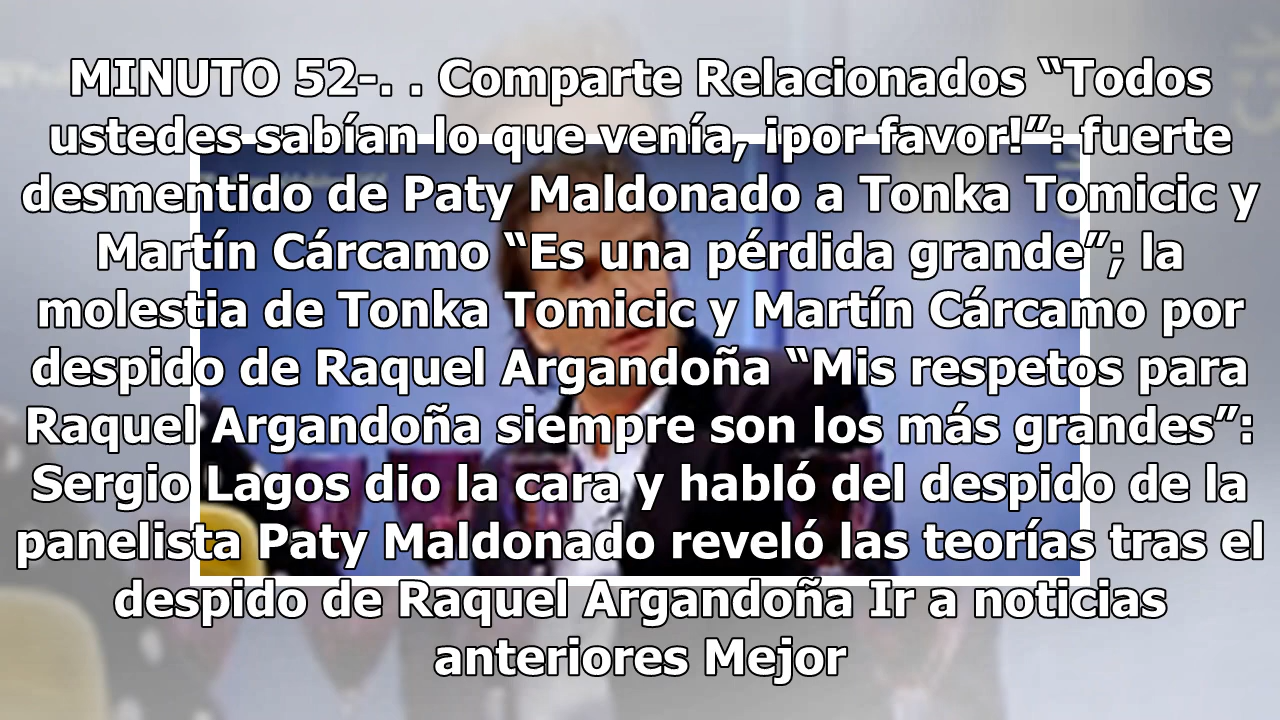 MINUTO 52-. . Comparte Relacionados “Todos
ustedes sabían lo que venía, ¡por favor!”: fuerte
desmentido de Paty Maldonado a Tonka Tomicic y
Martín Cárcamo “Es una pérdida grande”; la
molestia de Tonka Tomicic y Martín Cárcamo por
despido de Raquel Argandoña “Mis respetos para
Raquel Argandoña siempre son los más grandes”:
Sergio Lagos dio la cara y habló del despido de la
panelista Paty Maldonado reveló las teorías tras el
despido de Raquel Argandoña Ir a noticias
anteriores Mejor